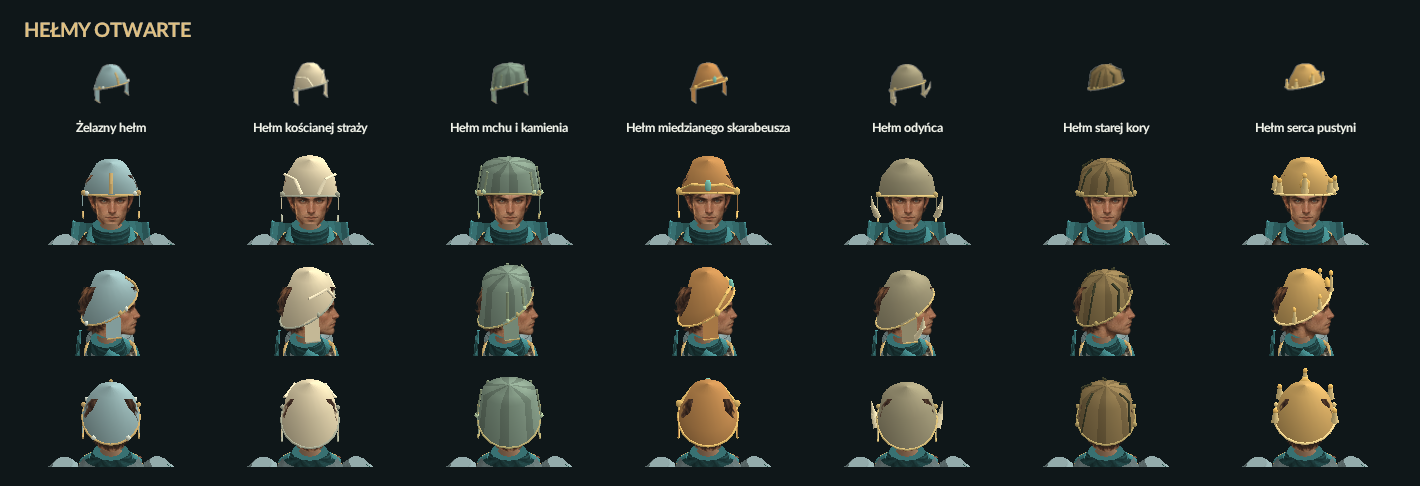 HEŁMY OTWARTE
Żelazny hełm
Hełm kościanej straży
Hełm mchu i kamienia
Hełm miedzianego skarabeusza
Hełm odyńca
Hełm starej kory
Hełm serca pustyni